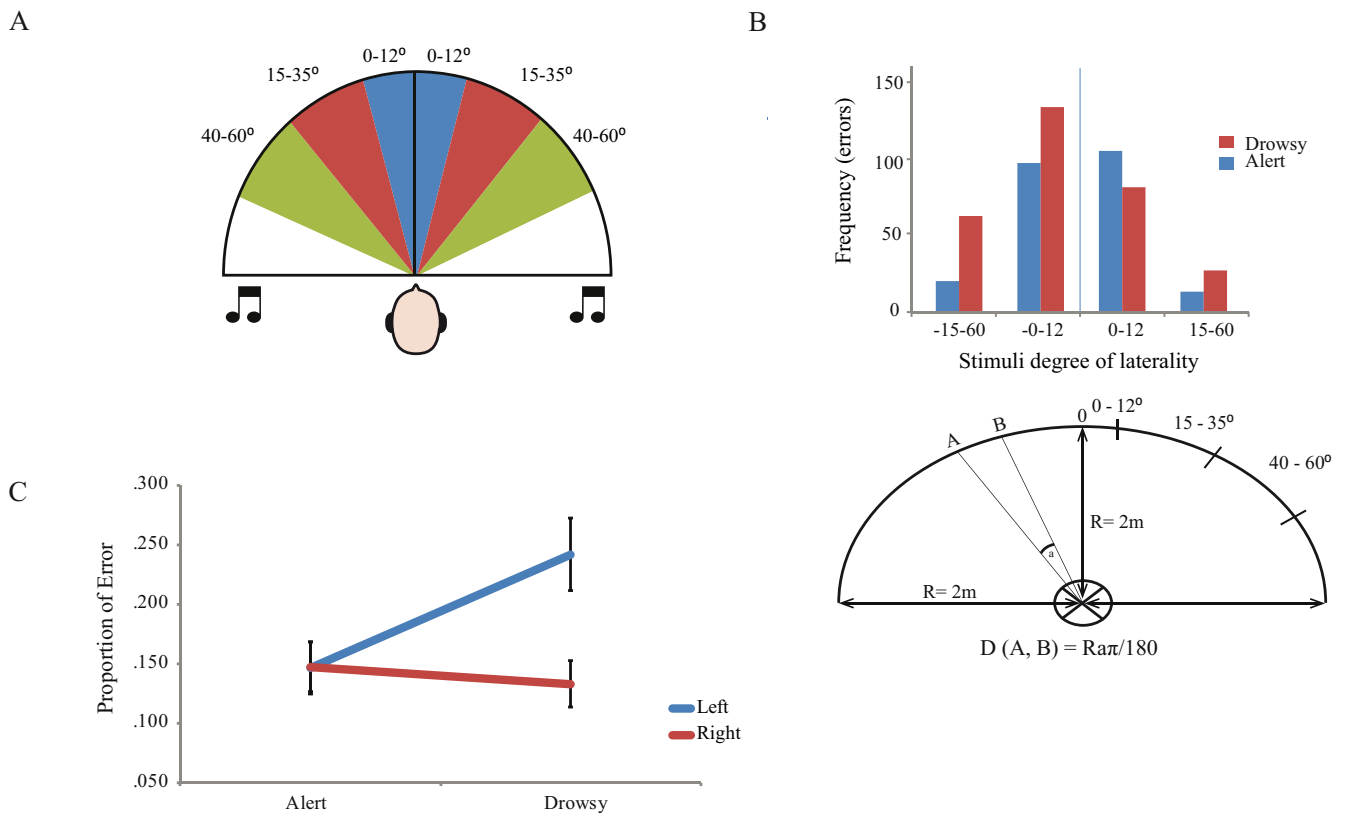 A
0-12º 0-12º
15-35º 15-35º
40-60º 40-60º
B
Frequency (errors)
150
100
50
0
-15-60 -0-12 0-12 15-60
Stimuli degree of laterality
Drowsy
Alert
A B 0 0 - 12º
15 - 35º
40 - 60º
R= 2m
a
R= 2m
D (A, B) = Raπ/180
C
Proportion of Error
.300
.250
.200
.150
.100
.050
Alert Drowsy
Left
Right